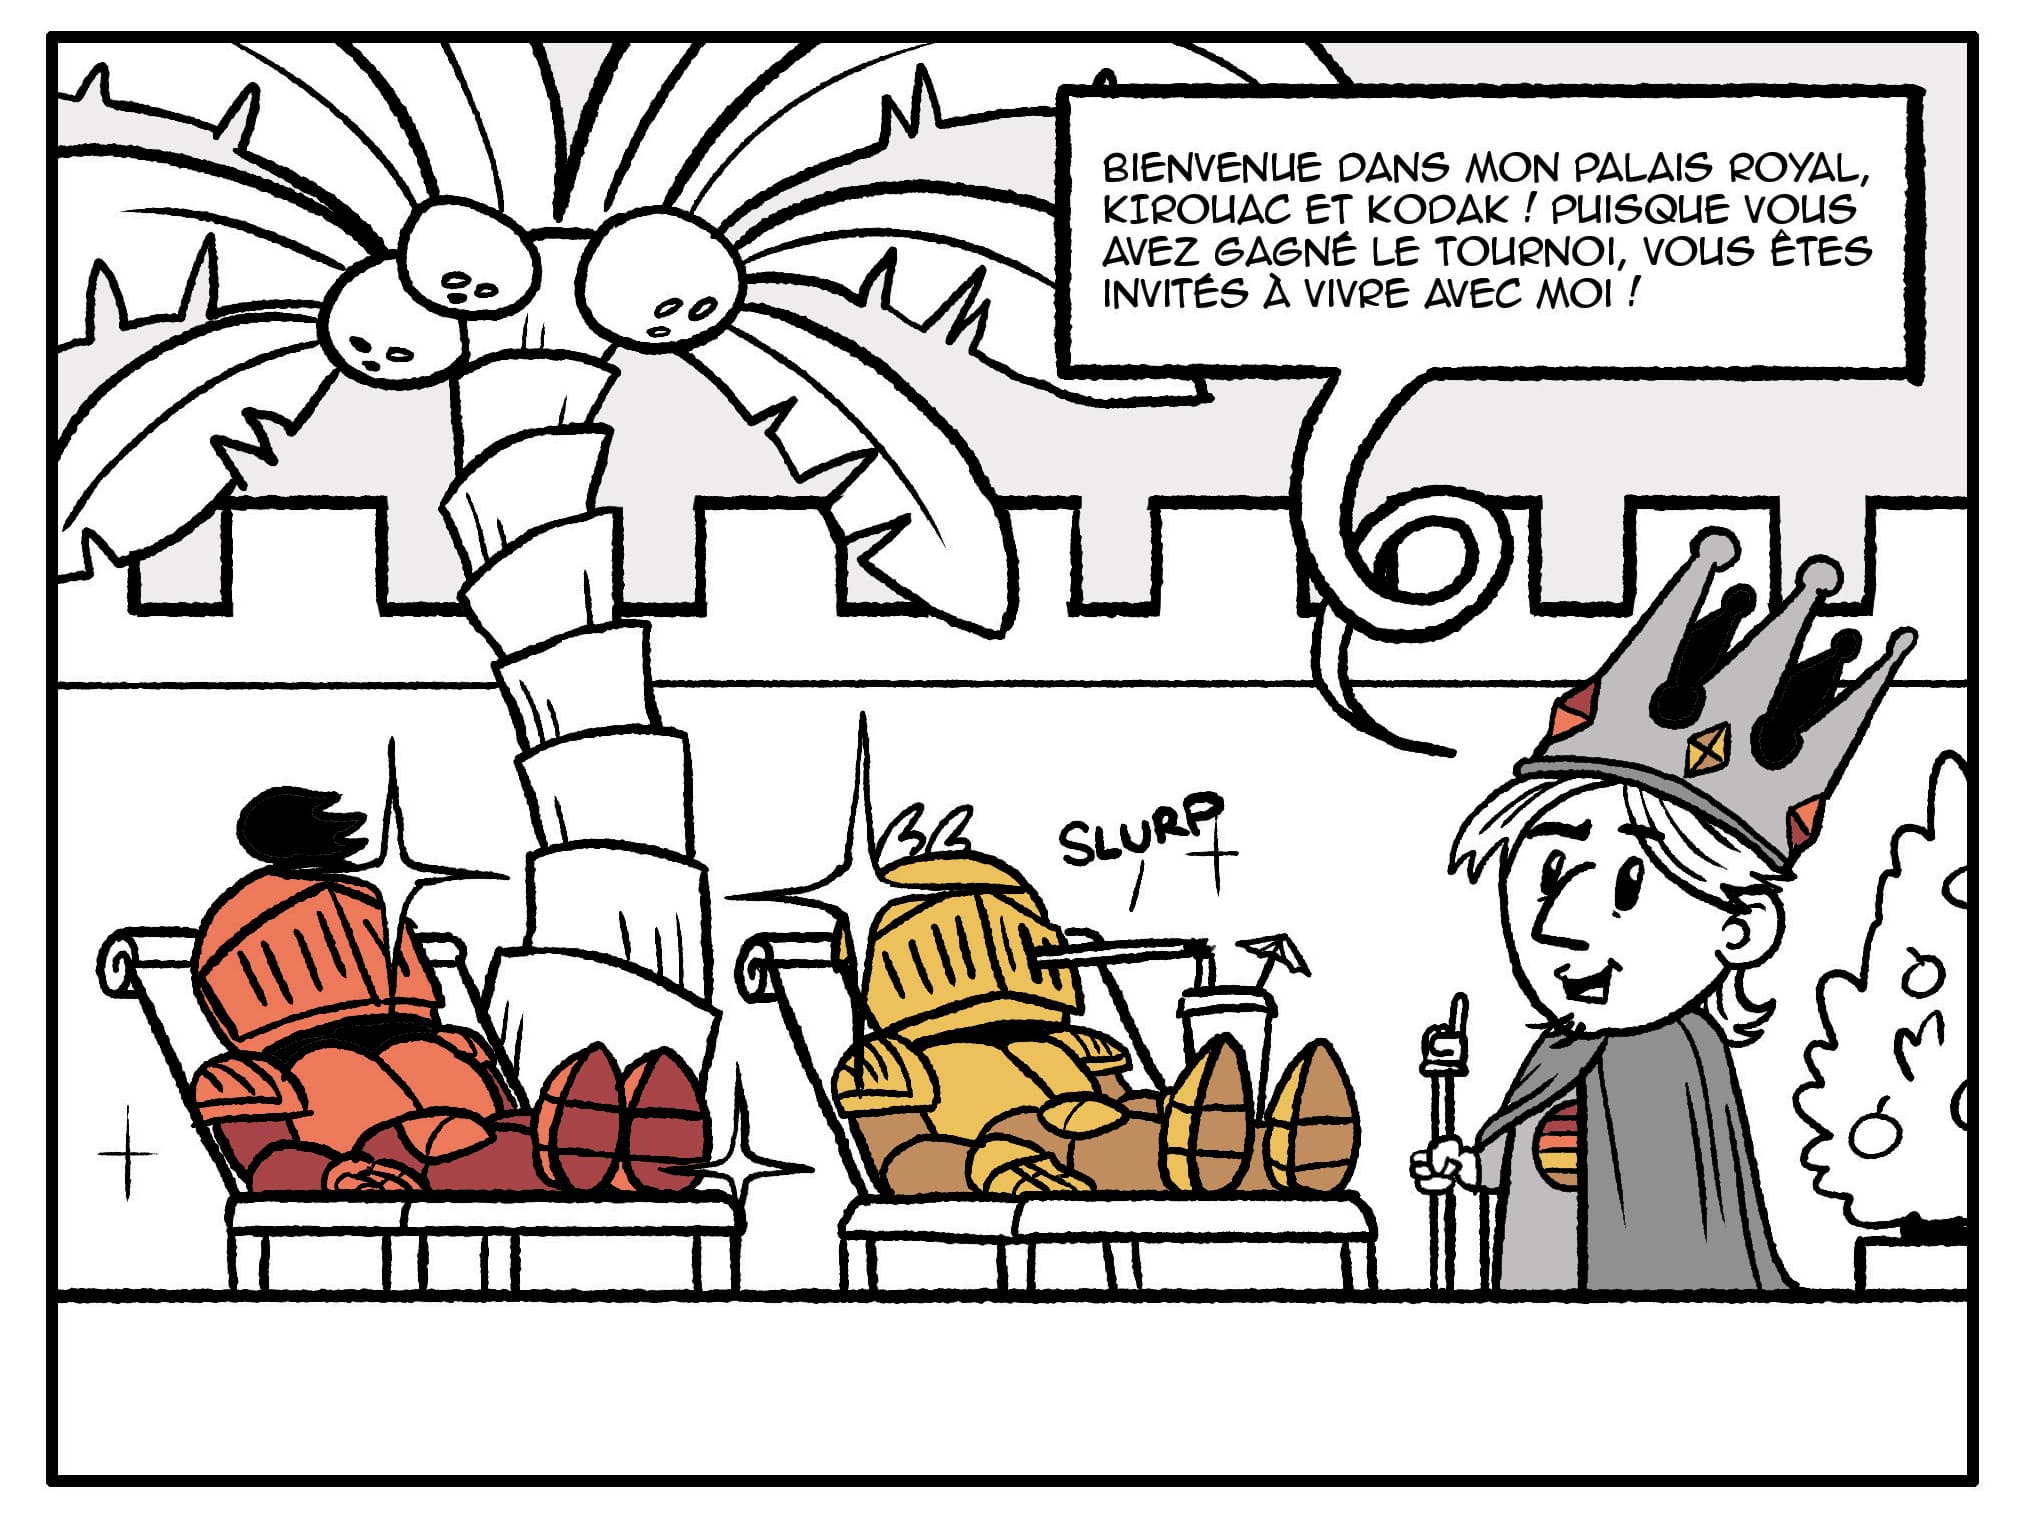 BIENVENUE DANS MON PALAIS ROYAL,
KIROUAC ET KODAK ! PUISQUE VOUS
AVEZ GAGNÉ LE TOURNOI, VOUS ÊTES
INVITÉS À VIVRE AVEC MOI !
SLURP